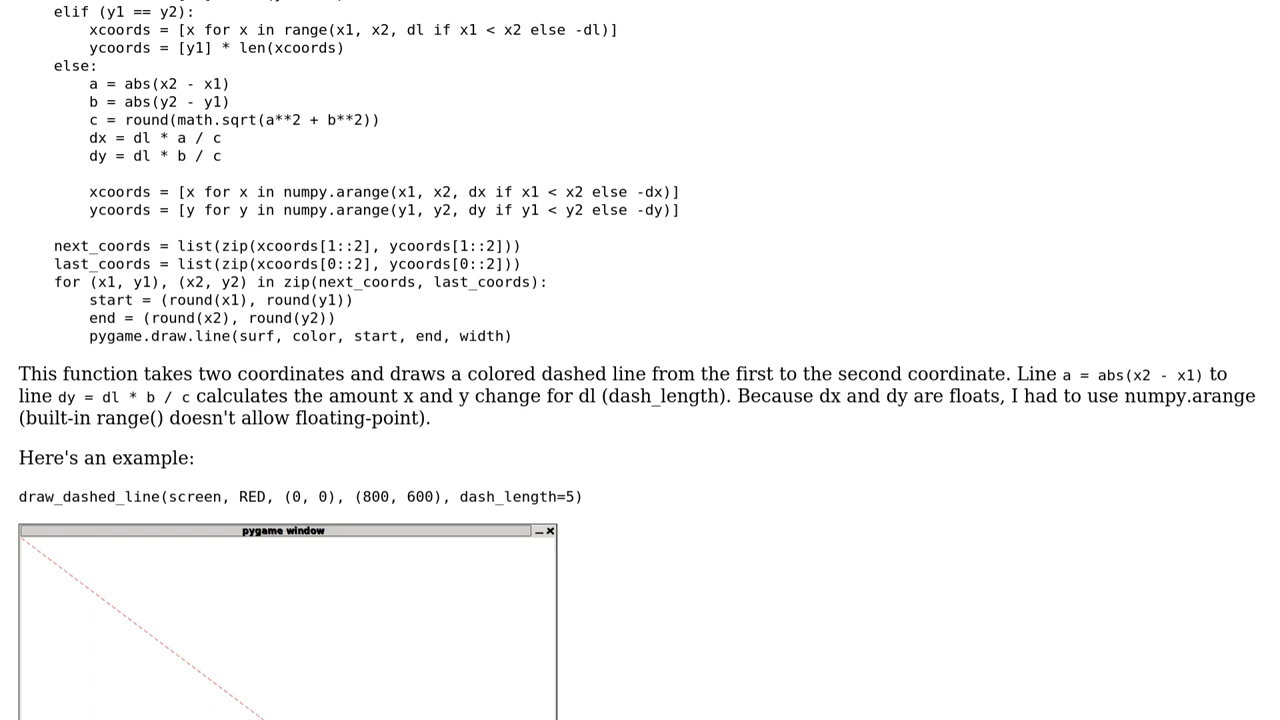 elif (y1 == y2):
xcoords = [x for x in range(x1, x2, dl if x1 < x2 else -dl)]
ycoords = [y1] * len(xcoords)
else:
a = abs(x2 - x1)
b = abs(y2 - y1)
c = round(math.sqrt(a**2 + b**2))
dx = dl * a / c
dy = dl * b / c
xcoords = [x for x in numpy.arange(x1, x2, dx if x1 < x2 else -dx)]
ycoords = [y for y in numpy.arange(y1, y2, dy if y1 < y2 else -dy)]
next_coords = list(zip(xcoords[1::2], ycoords[1::2]))
last_coords = list(zip(xcoords[0::2], ycoords[0::2]))
for (x1, y1), (x2, y2) in zip(next_coords, last_coords):
start = (round(x1), round(y1))
end = (round(x2), round(y2))
pygame.draw.line(surf, color, start, end, width)
This function takes two coordinates and draws a colored dashed line from the first to the second coordinate. Line a = abs(x2 - x1) to
line dy = dl * b / c calculates the amount x and y change for dl (dash_length). Because dx and dy are floats, I had to use numpy.arange
(built-in range() doesn't allow floating-point).
Here's an example:
draw_dashed_line(screen, RED, (0, 0), (800, 600), dash_length=5)
pygame window